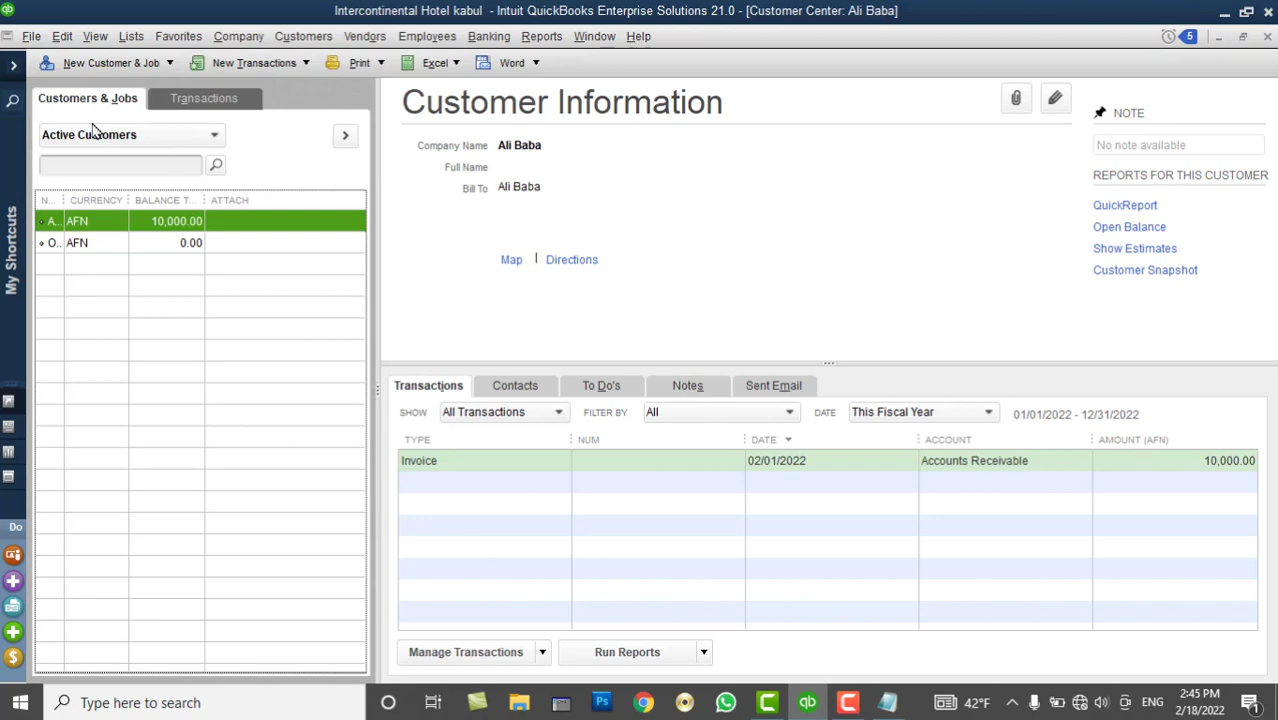 Intercontinental Hotel kabul - Intuit QuickBooks Enterprise Solutions 21.0 - [Customer Center: Ali Baba]
File Edit View Lists Favorites Company Customers Vendors Employees Banking Reports Window Help 5
New Customer & Job New Transactions Print Excel Word
Customers & Jobs Transactions
Active Customers
N... CURRENCY BALANCE T... ATTACH
A... AFN 10,000.00
O.. AFN 0.00
My Shortcuts
Do
Customer Information
Company Name Ali Baba
Full Name
Bill To Ali Baba
Map Directions
NOTE
No note available
REPORTS FOR THIS CUSTOMER
QuickReport
Open Balance
Show Estimates
Customer Snapshot
Transactions Contacts To Do's Notes Sent Email
SHOW All Transactions FILTER BY All DATE This Fiscal Year 01/01/2022 - 12/31/2022
TYPE NUM DATE ACCOUNT AMOUNT (AFN)
Invoice 02/01/2022 Accounts Receivable 10,000.00
Manage Transactions Run Reports
Type here to search Ps qb 42°F ENG 2:45 PM
2/18/2022 1